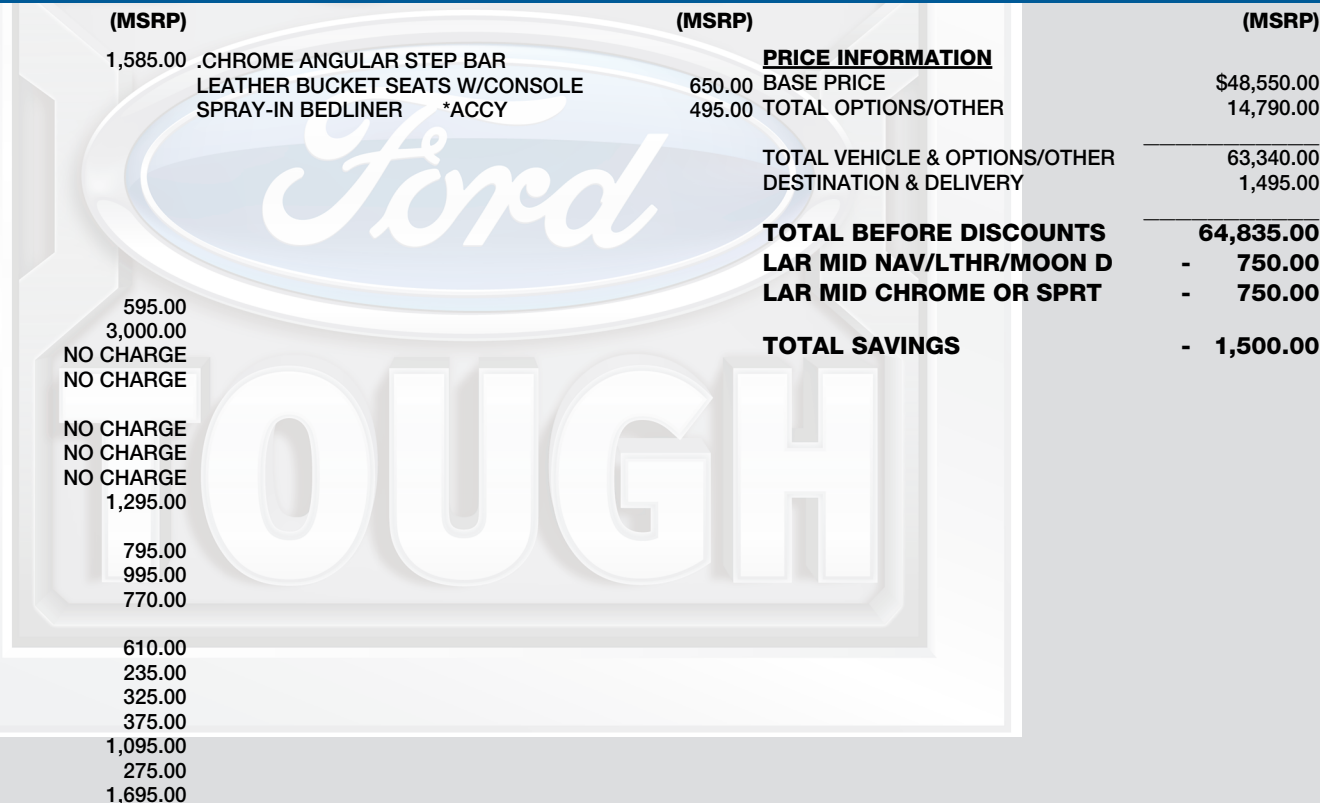 (MSRP)
1,585.00
595.00
3,000.00
NO CHARGE
NO CHARGE
NO CHARGE
NO CHARGE
NO CHARGE
1,295.00
795.00
995.00
770.00
610.00
235.00
325.00
375.00
1,095.00
275.00
1,695.00
(MSRP)
.CHROME ANGULAR STEP BAR
LEATHER BUCKET SEATS W/CONSOLE 650.00
SPRAY-IN BEDLINER *ACCY 495.00
(MSRP)
PRICE INFORMATION
BASE PRICE $48,550.00
TOTAL OPTIONS/OTHER 14,790.00
TOTAL VEHICLE & OPTIONS/OTHER 63,340.00
DESTINATION & DELIVERY 1,495.00
TOTAL BEFORE DISCOUNTS 64,835.00
LAR MID NAV/LTHR/MOON D - 750.00
LAR MID CHROME OR SPRT - 750.00
TOTAL SAVINGS - 1,500.00
Ford
TOUGH